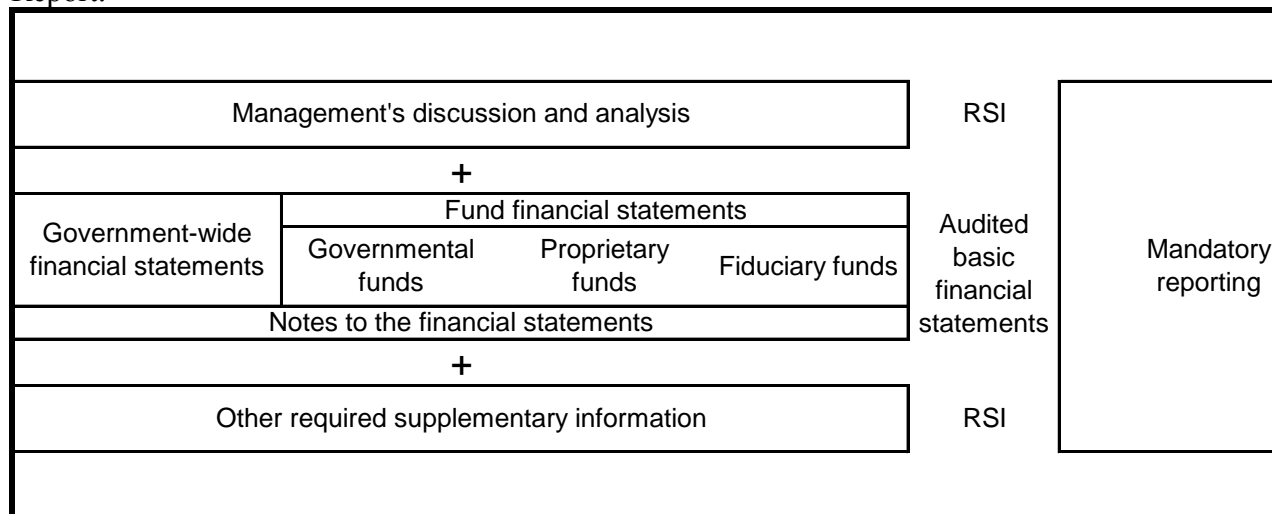 Management's discussion and analysis
RSI
+
Government-wide
financial statements
Fund financial statements
Governmental
funds
Proprietary
funds
Fiduciary funds
Notes to the financial statements
Audited
basic
financial
statements
Mandatory
reporting
+
Other required supplementary information
RSI